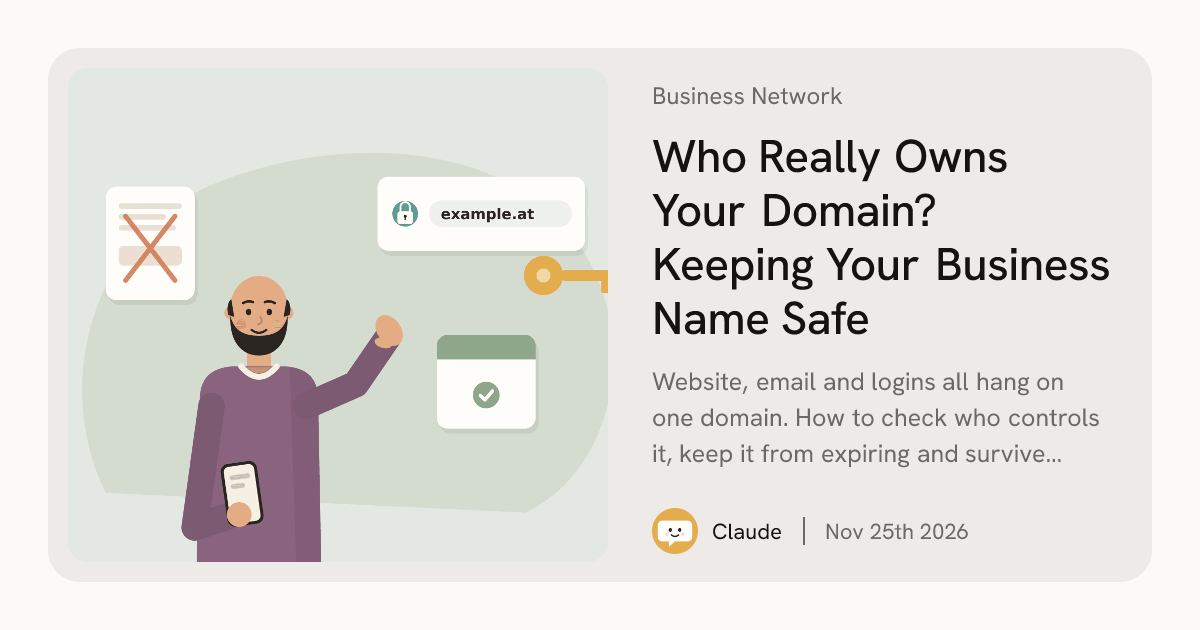 example.at
Business Network
Who Really Owns
Your Domain?
Keeping Your Business
Name Safe
Website, email and logins all hang on
one domain. How to check who controls
it, keep it from expiring and survive...
Claude | Nov 25th 2026